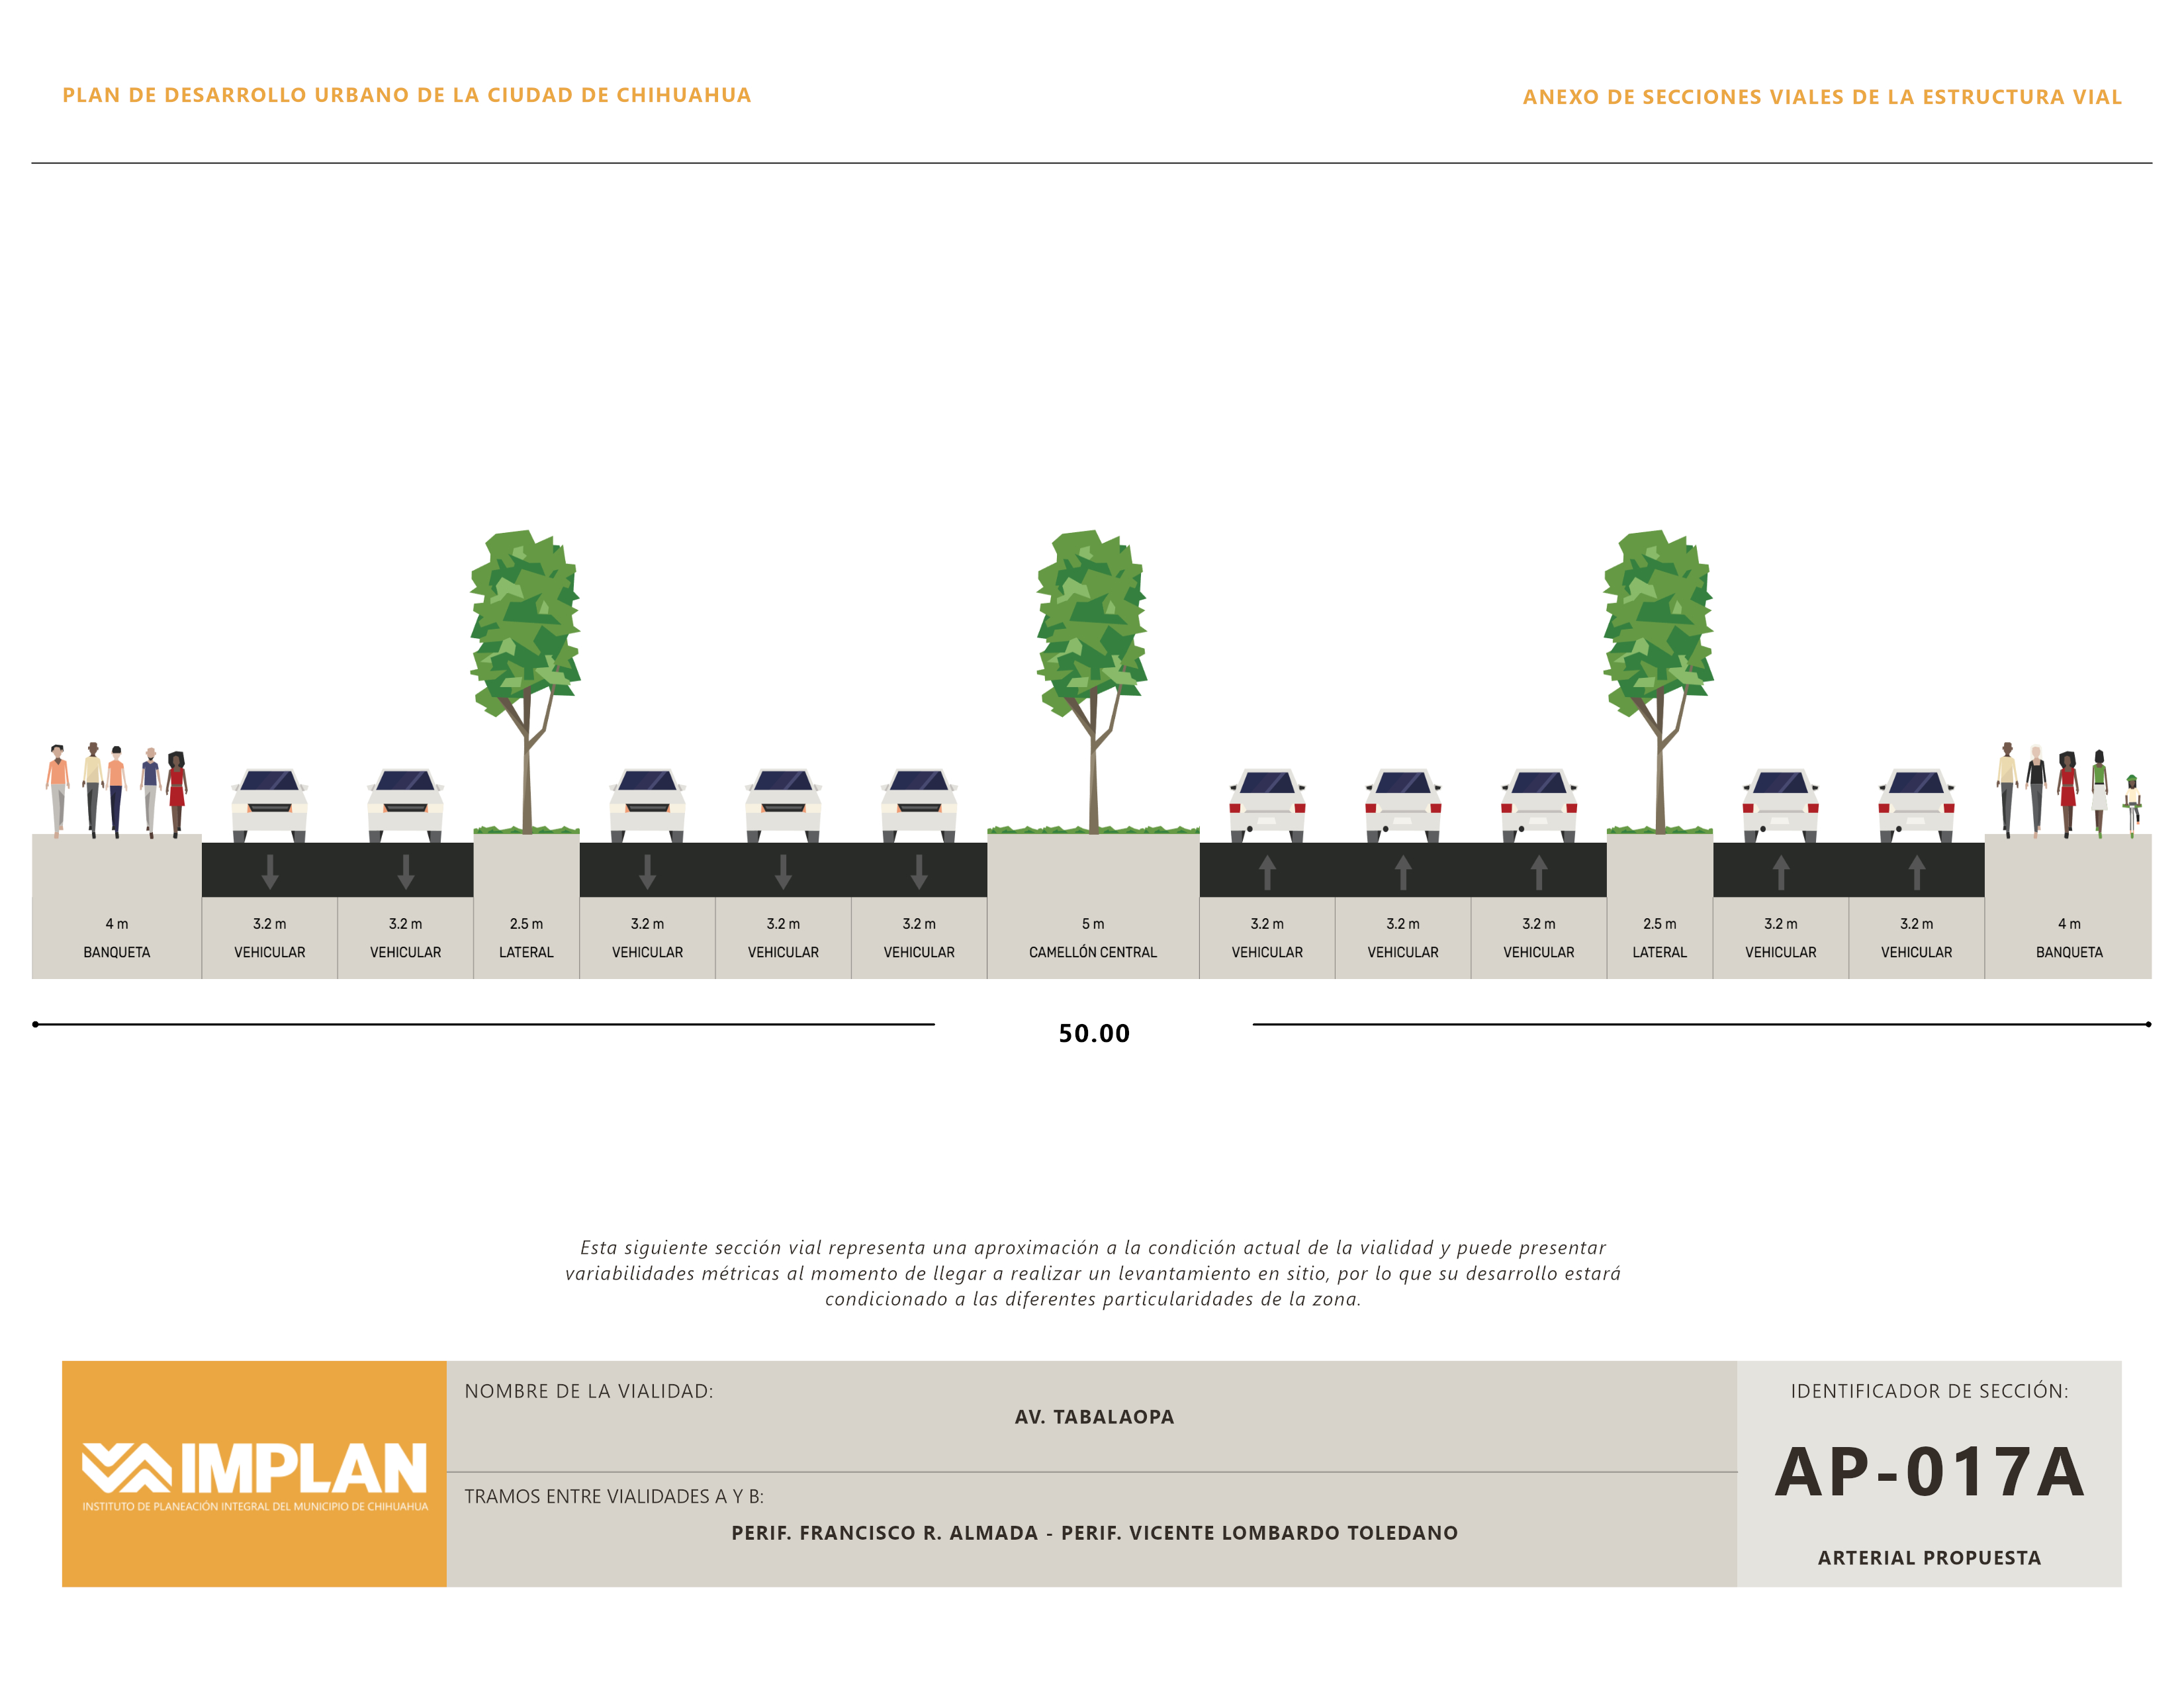 PLAN DE DESARROLLO URBANO DE LA CIUDAD DE CHIHUAHUA
ANEXO DE SECCIONES VIALES DE LA ESTRUCTURA VIAL
4 m
BANQUETA
3.2 m
VEHICULAR
3.2 m
VEHICULAR
2.5 m
LATERAL
3.2 m
VEHICULAR
3.2 m
VEHICULAR
3.2 m
VEHICULAR
5 m
CAMELLÓN CENTRAL
3.2 m
VEHICULAR
3.2 m
VEHICULAR
3.2 m
VEHICULAR
2.5 m
LATERAL
3.2 m
VEHICULAR
3.2 m
VEHICULAR
4 m
BANQUETA
50.00
Esta siguiente sección vial representa una aproximación a la condición actual de la vialidad y puede presentar
variabilidades métricas al momento de llegar a realizar un levantamiento en sitio, por lo que su desarrollo estará
condicionado a las diferentes particularidades de la zona.
IMPLAN
INSTITUTO DE PLANEACIÓN INTEGRAL DEL MUNICIPIO DE CHIHUAHUA
NOMBRE DE LA VIALIDAD:
AV. TABALAOPA
TRAMOS ENTRE VIALIDADES A Y B:
PERIF. FRANCISCO R. ALMADA - PERIF. VICENTE LOMBARDO TOLEDANO
IDENTIFICADOR DE SECCIÓN:
AP-017A
ARTERIAL PROPUESTA